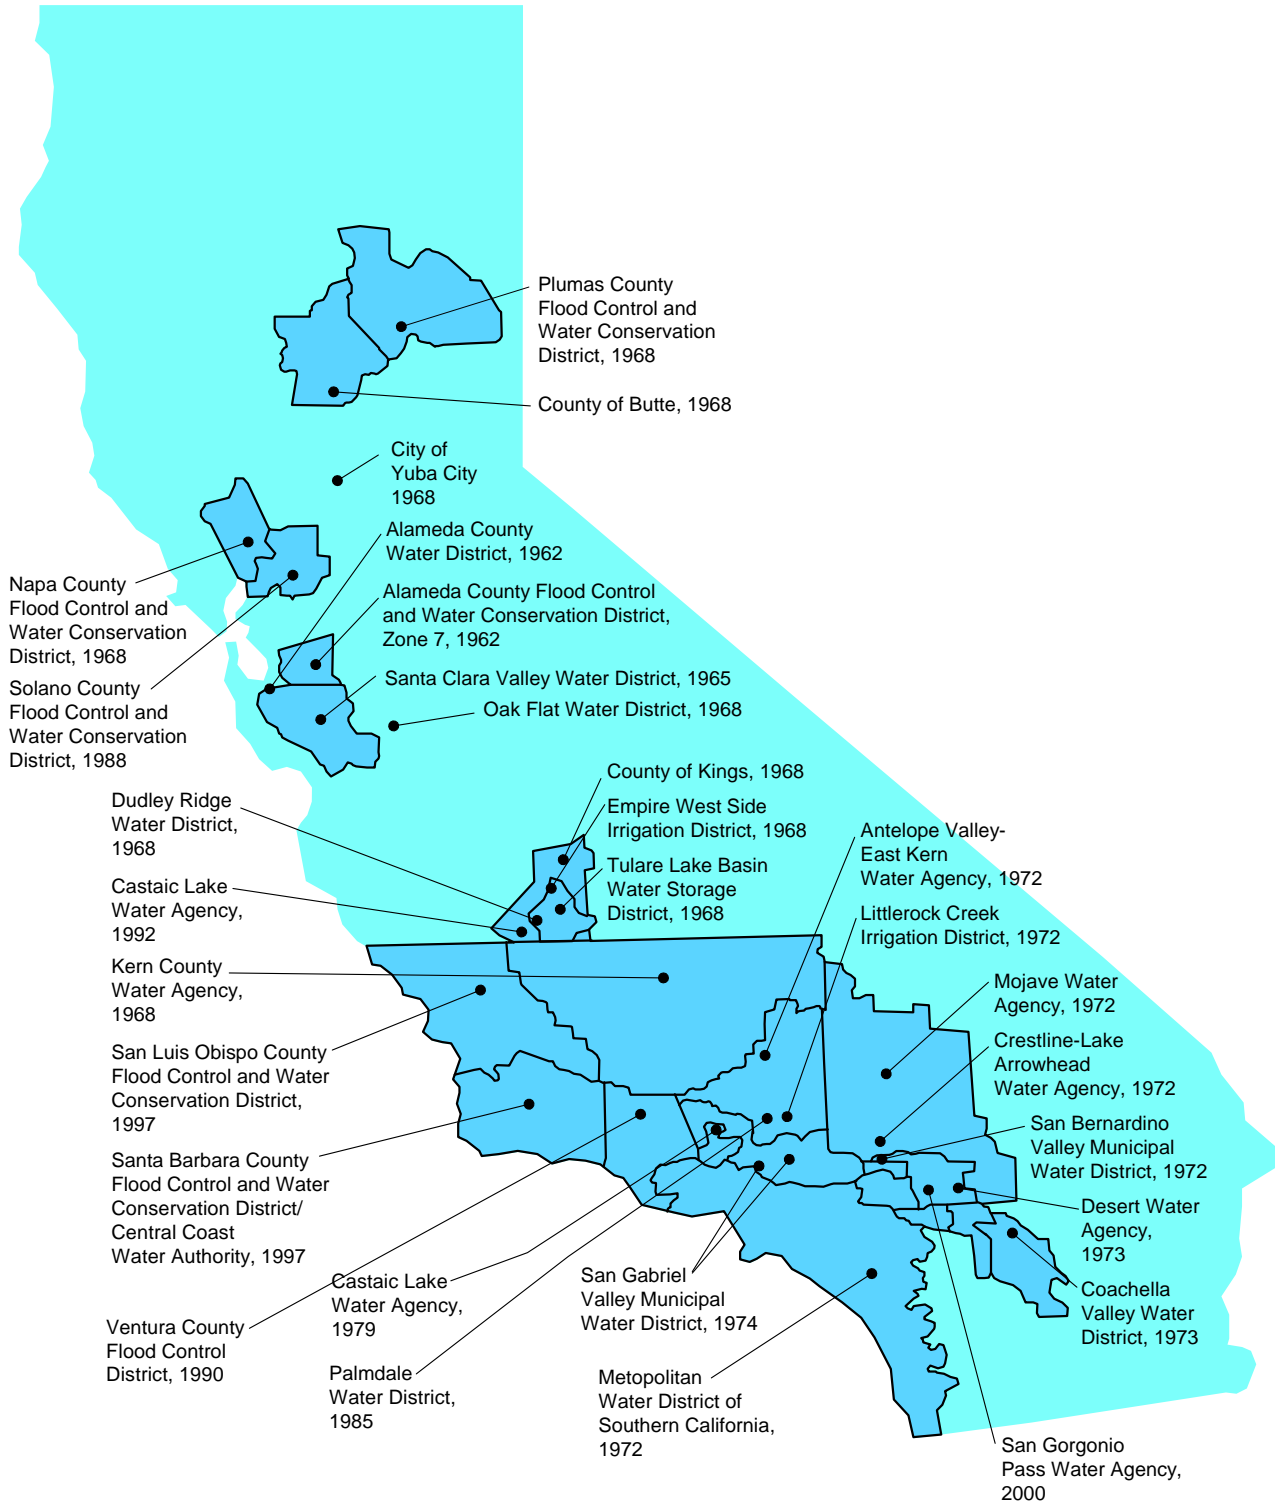 Plumas County
Flood Control and
Water Conservation
District, 1968
County of Butte, 1968
City of
Yuba City
1968
Alameda County
Water District, 1962
Napa County
Flood Control and
Water Conservation
District, 1968
Alameda County Flood Control
and Water Conservation District,
Zone 7, 1962
Solano County
Flood Control and
Water Conservation
District, 1988
Santa Clara Valley Water District, 1965
Oak Flat Water District, 1968
County of Kings, 1968
Dudley Ridge
Water District,
1968
Empire West Side
Irrigation District, 1968
Antelope Valley-
East Kern
Water Agency, 1972
Tulare Lake Basin
Water Storage
District, 1968
Castaic Lake
Water Agency,
1992
Littlerock Creek
Irrigation District, 1972
Kern County
Water Agency,
1968
Mojave Water
Agency, 1972
San Luis Obispo County
Flood Control and Water
Conservation District,
1997
Crestline-Lake
Arrowhead
Water Agency, 1972
San Bernardino
Valley Municipal
Water District, 1972
Santa Barbara County
Flood Control and Water
Conservation District/
Central Coast
Water Authority, 1997
Desert Water
Agency,
1973
Castaic Lake
Water Agency,
1979
San Gabriel
Valley Municipal
Water District, 1974
Coachella
Valley Water
District, 1973
Ventura County
Flood Control
District, 1990
Palmdale
Water District,
1985
Metopolitan
Water District of
Southern California,
1972
San Gorgonio
Pass Water Agency,
2000